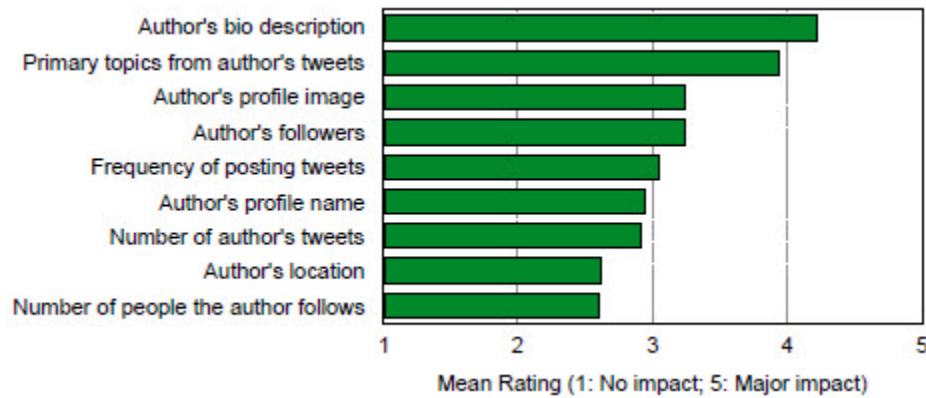 Author's bio description
Primary topics from author's tweets
Author's profile image
Author's followers
Frequency of posting tweets
Author's profile name
Number of author's tweets
Author's location
Number of people the author follows
1 2 3 4 5
Mean Rating (1: No impact; 5: Major impact)